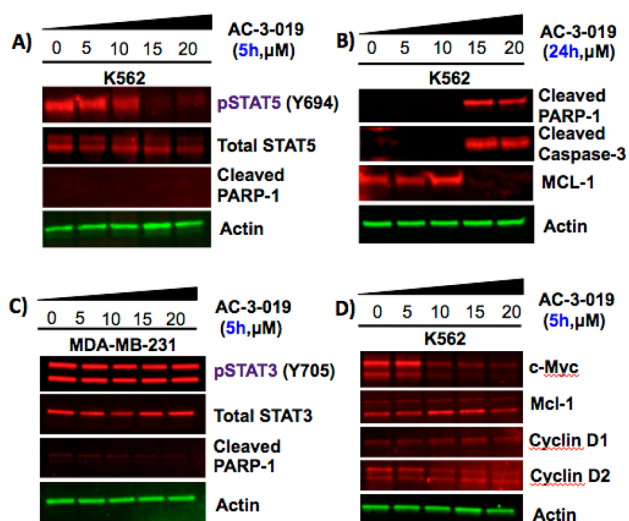 A)
AC-3-019
0 5 10 15 20
(5h,µM)
K562
pSTAT5 (Y694)
Total STAT5
Cleaved
PARP-1
Actin
B)
AC-3-019
0 5 10 15 20
(24h,µM)
K562
Cleaved
PARP-1
Cleaved
Caspase-3
MCL-1
Actin
C)
AC-3-019
0 5 10 15 20
(5h,µM)
MDA-MB-231
pSTAT3 (Y705)
Total STAT3
Cleaved
PARP-1
Actin
D)
AC-3-019
0 5 10 15 20
(5h,µM)
K562
c-Myc
Mcl-1
Cyclin D1
Cyclin D2
Actin